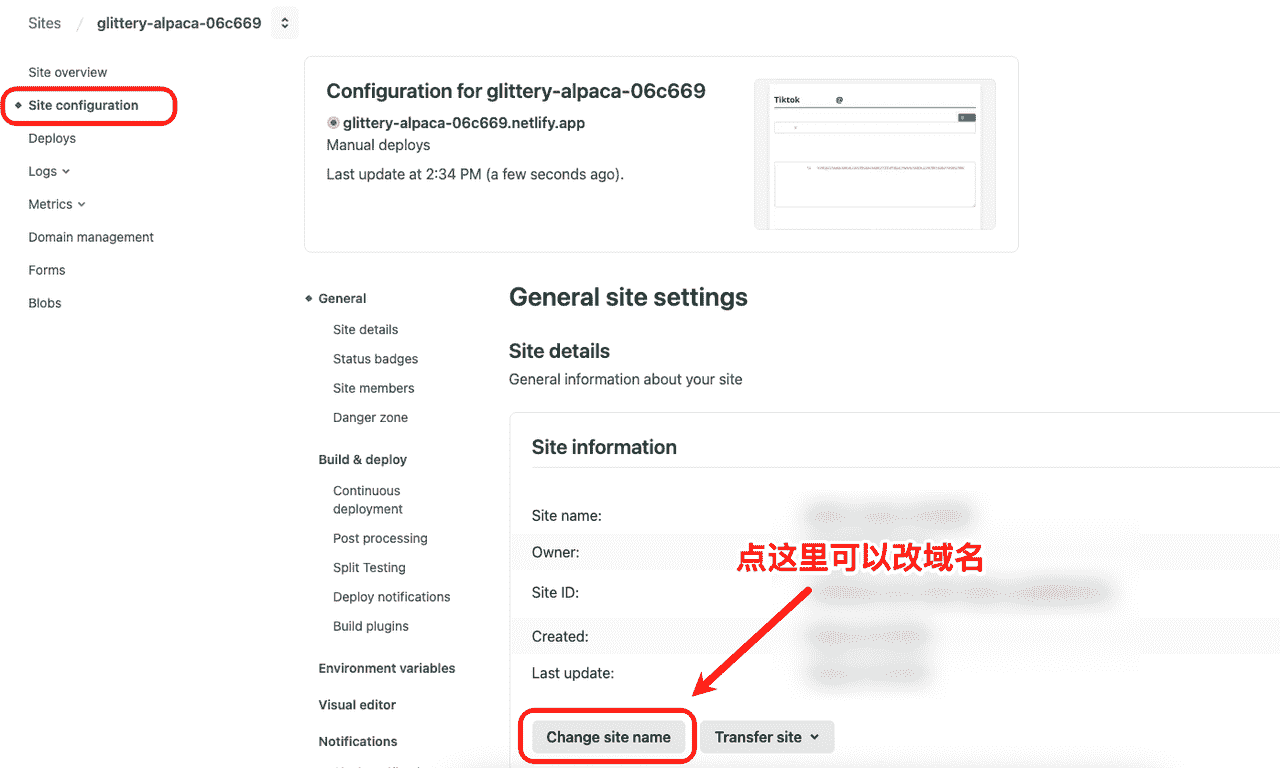 Sites / glittery-alpaca-06c669
Site overview
Site configuration
Deploys
Logs
Metrics
Domain management
Forms
Blobs
Configuration for glittery-alpaca-06c669
glittery-alpaca-06c669.netlify.app
Manual deploys
Last update at 2:34 PM (a few seconds ago).
Tiktok @
General
Site details
Status badges
Site members
Danger zone
Build & deploy
Continuous
deployment
Post processing
Split Testing
Deploy notifications
Build plugins
Environment variables
Visual editor
Notifications
General site settings
Site details
General information about your site
Site information
Site name:
Owner:
点这里可以改域名
Site ID:
Created:
Last update:
Change site name
Transfer site